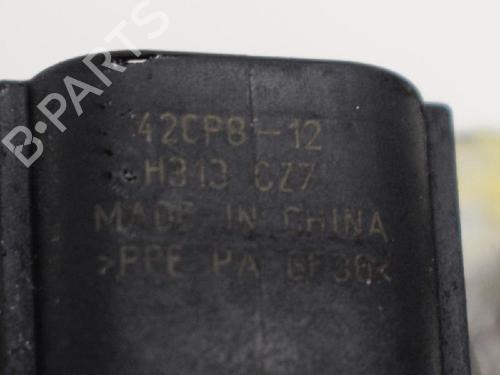 42CP8-12
H313 CZ7
MADE IN CHINA
>PPE PA GF30<
B-Parts